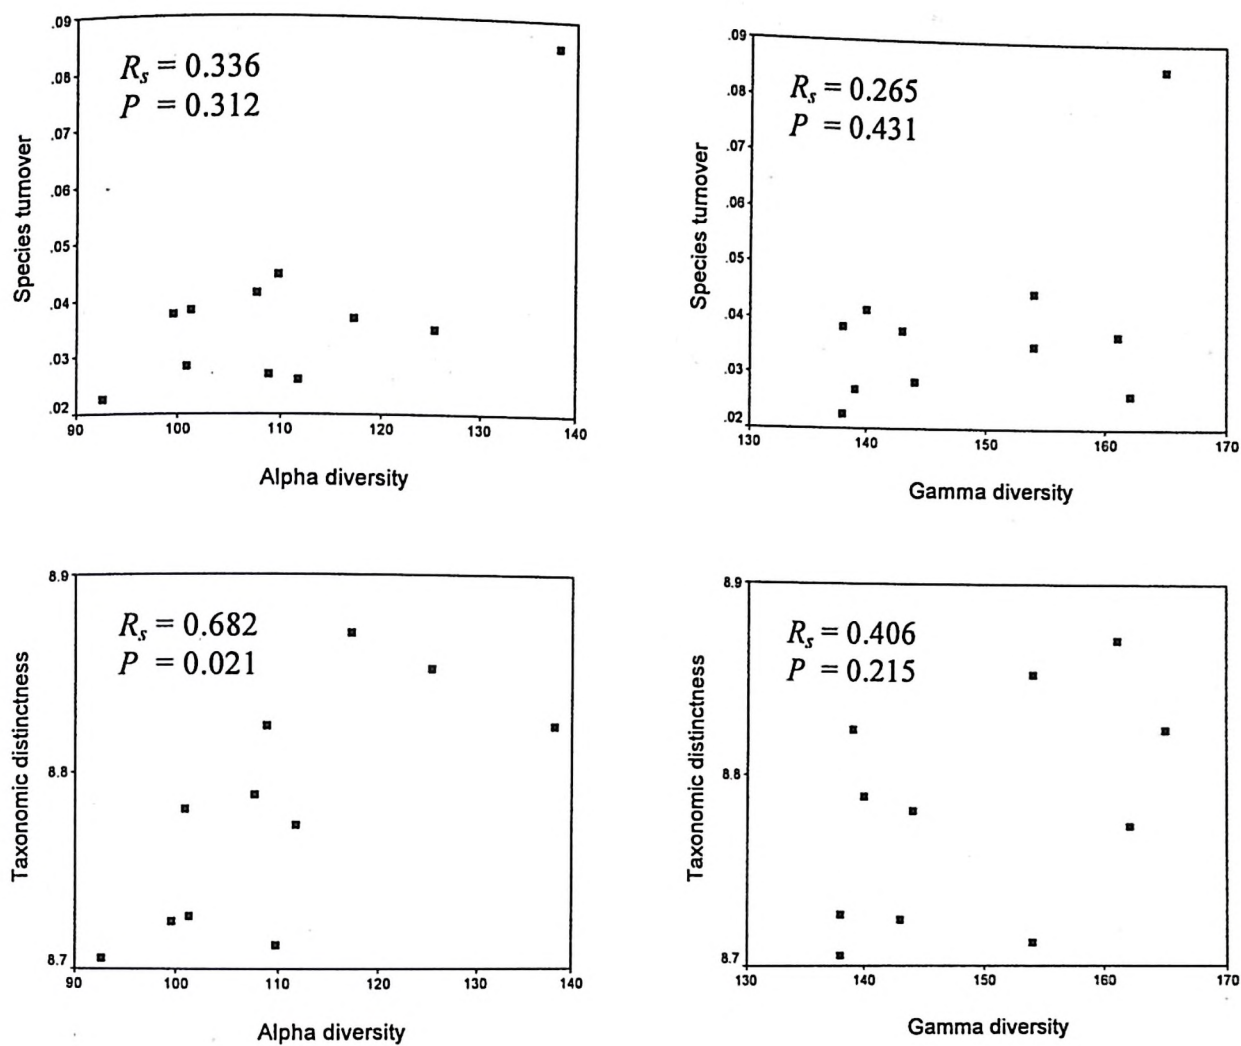 .09
.08
.07
.06
.05
.04
.03
.02
Species turnover
Rs = 0.336
P = 0.312
90 100 110 120 130 140
Alpha diversity
.09
.08
.07
.06
.05
.04
.03
.02
Species turnover
Rs = 0.265
P = 0.431
130 140 150 160 170
Gamma diversity
8.9
8.8
8.7
Taxonomic distinctness
Rs = 0.682
P = 0.021
90 100 110 120 130 140
Alpha diversity
8.9
8.8
8.7
Taxonomic distinctness
Rs = 0.406
P = 0.215
130 140 150 160 170
Gamma diversity